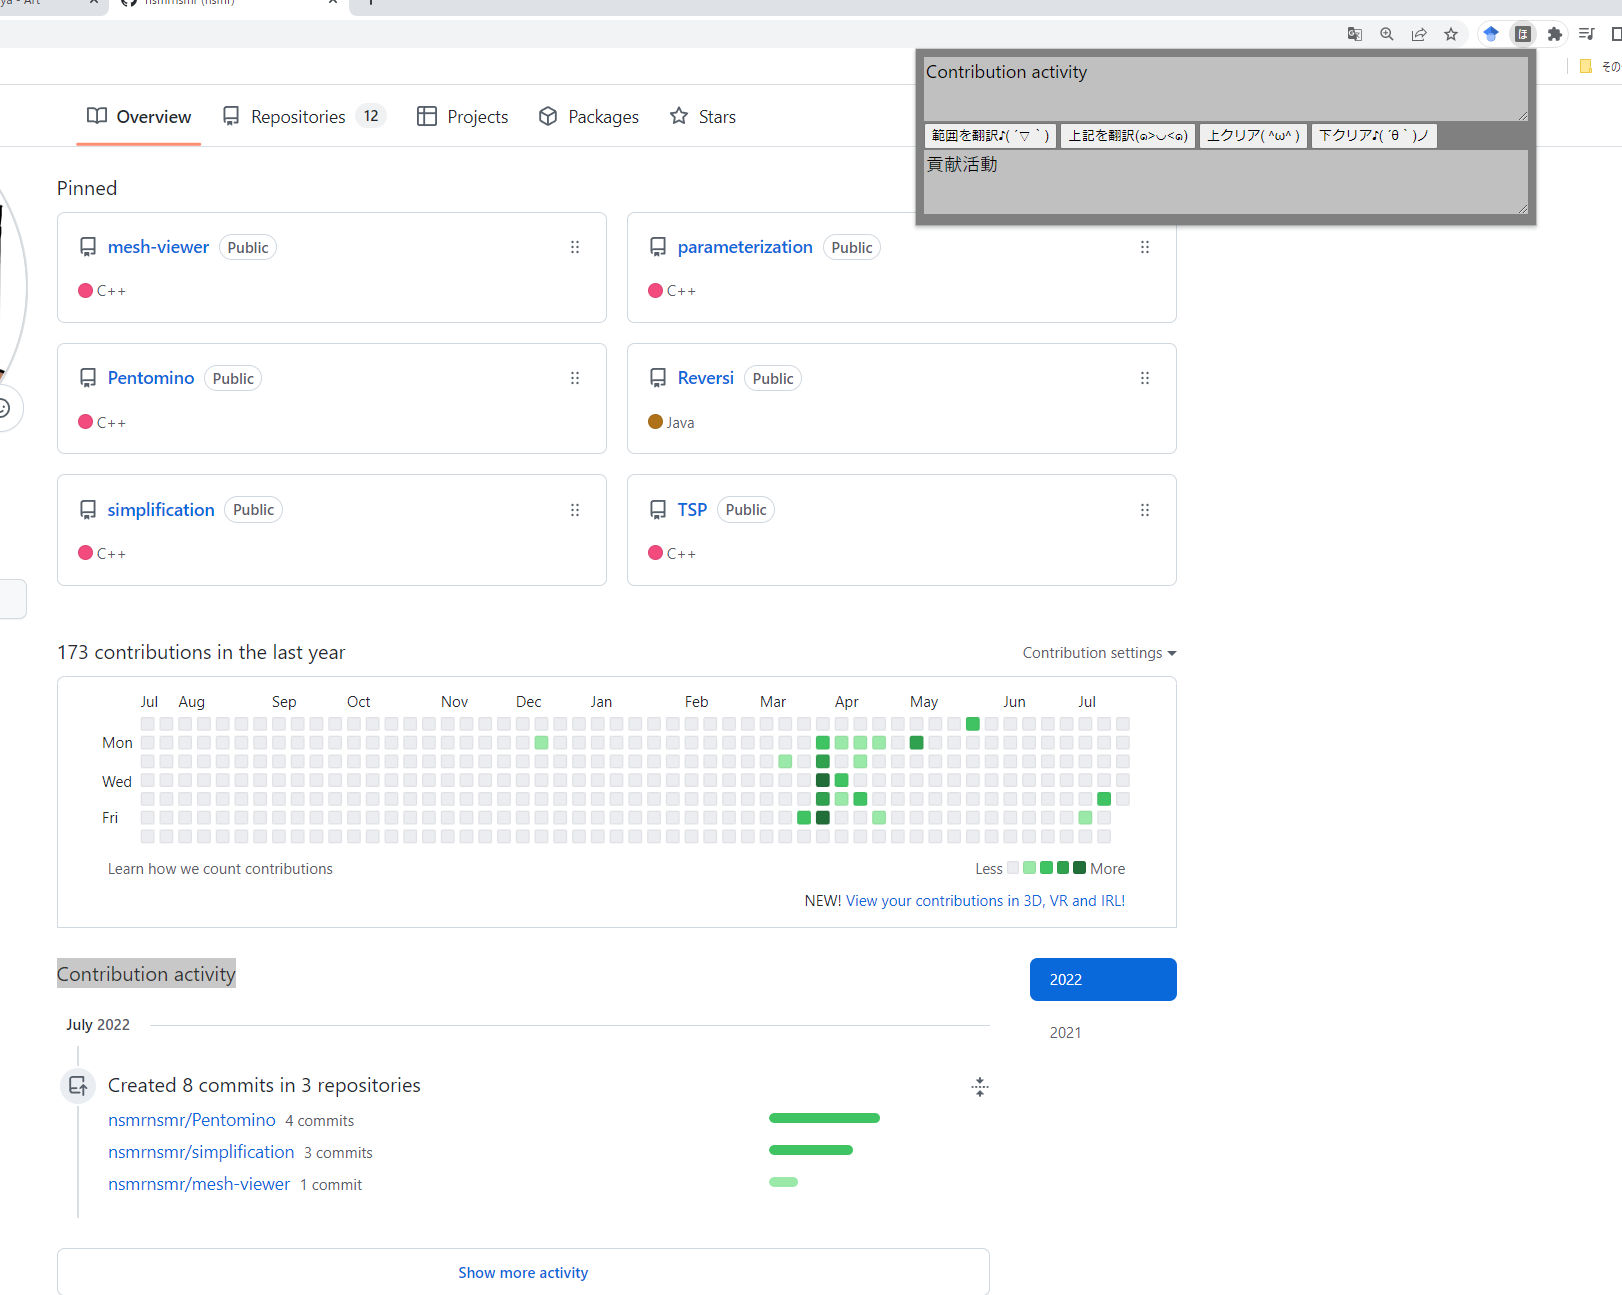 nsmrnsmr (nsmr)
その
Contribution activity
範囲を翻訳♪( ´▽｀)
上記を翻訳(๑>◡<๑)
上クリア( ^ω^ )
下クリア♪( ´θ｀)ノ
貢献活動
Overview
Repositories 12
Projects
Packages
Stars
Pinned
mesh-viewer Public
C++
parameterization Public
C++
Pentomino Public
C++
Reversi Public
Java
simplification Public
C++
TSP Public
C++
173 contributions in the last year
Contribution settings
Jul Aug Sep Oct Nov Dec Jan Feb Mar Apr May Jun Jul
Mon
Wed
Fri
Learn how we count contributions
Less More
NEW! View your contributions in 3D, VR and IRL!
Contribution activity
2022
2021
July 2022
Created 8 commits in 3 repositories
nsmrnsmr/Pentomino 4 commits
nsmrnsmr/simplification 3 commits
nsmrnsmr/mesh-viewer 1 commit
Show more activity